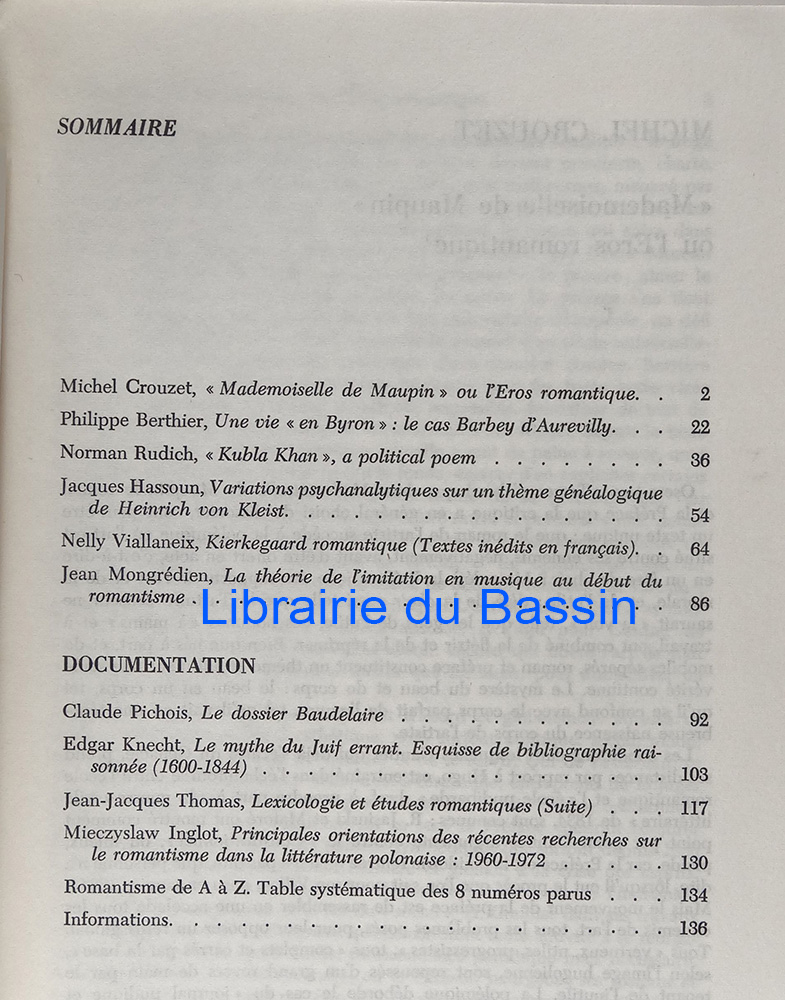 SOMMAIRE
Michel Crouzet, « Mademoiselle de Maupin » ou l'Eros romantique. . 2
Philippe Berthier, Une vie « en Byron » : le cas Barbey d'Aurevilly. . . 22
Norman Rudich, « Kubla Khan », a political poem . . . . . . . . 36
Jacques Hassoun, Variations psychanalytiques sur un thème généalogique
de Heinrich von Kleist. . . . . . . . . . . . . . . . . 54
Nelly Viallaneix, Kierkegaard romantique (Textes inédits en français). . 64
Jean Mongrédien, La théorie de l'imitation en musique au début du
romantisme . . . . . . . . . . . . . . . . . . . . . 86
Librairie du Bassin
DOCUMENTATION
Claude Pichois, Le dossier Baudelaire . . . . . . . . . . . . 92
Edgar Knecht, Le mythe du Juif errant. Esquisse de bibliographie rai-
sonnée (1600-1844) . . . . . . . . . . . . . . . . . . 103
Jean-Jacques Thomas, Lexicologie et études romantiques (Suite) . . . 117
Mieczyslaw Inglot, Principales orientations des récentes recherches sur
le romantisme dans la littérature polonaise : 1960-1972 . . . . . 130
Romantisme de A à Z. Table systématique des 8 numéros parus . . . 134
Informations. . . . . . . . . . . . . . . . . . . . . . 136